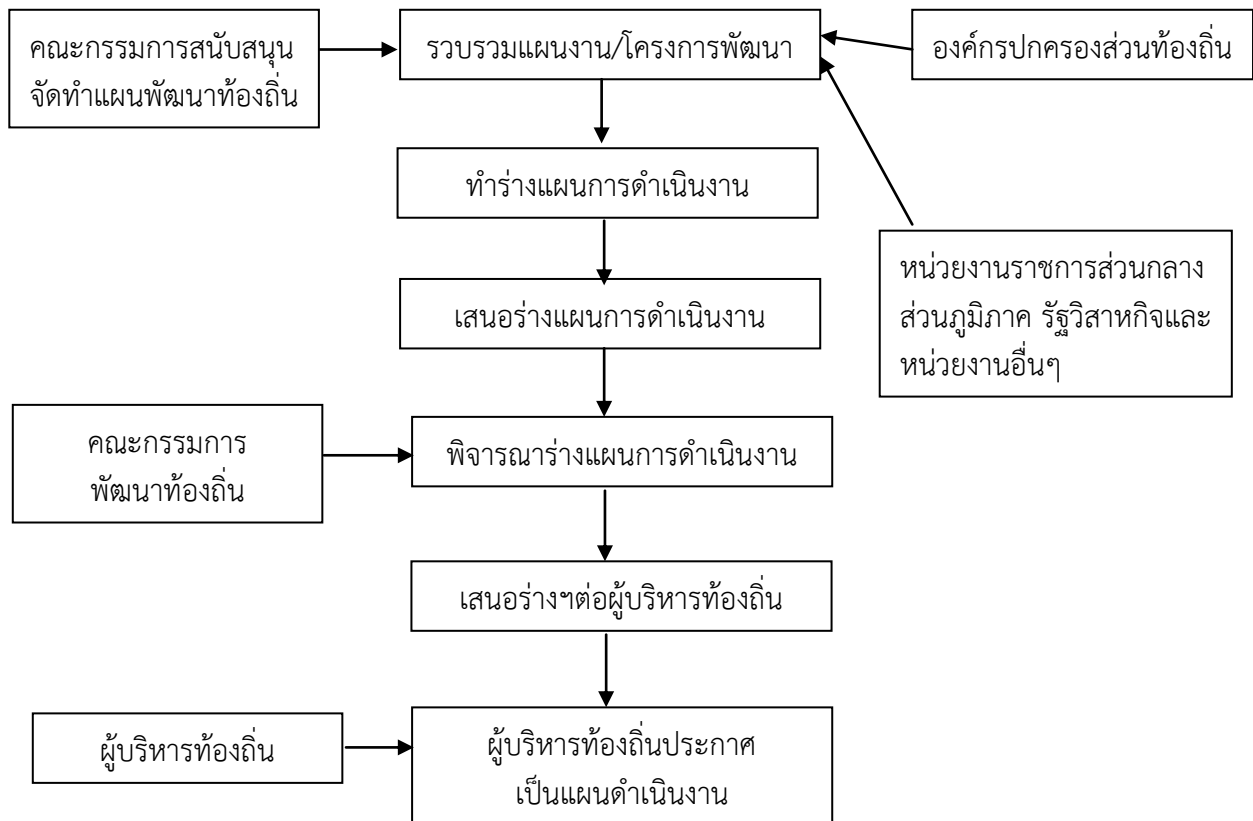 คณะกรรมการสนับสนุน
จัดทำแผนพัฒนาท้องถิ่น
รวบรวมแผนงาน/โครงการพัฒนา
องค์กรปกครองส่วนท้องถิ่น
ทำร่างแผนการดำเนินงาน
หน่วยงานราชการส่วนกลาง
ส่วนภูมิภาค รัฐวิสาหกิจและ
หน่วยงานอื่นๆ
เสนอร่างแผนการดำเนินงาน
คณะกรรมการ
พัฒนาท้องถิ่น
พิจารณาร่างแผนการดำเนินงาน
เสนอร่างฯต่อผู้บริหารท้องถิ่น
ผู้บริหารท้องถิ่น
ผู้บริหารท้องถิ่นประกาศ
เป็นแผนดำเนินงาน